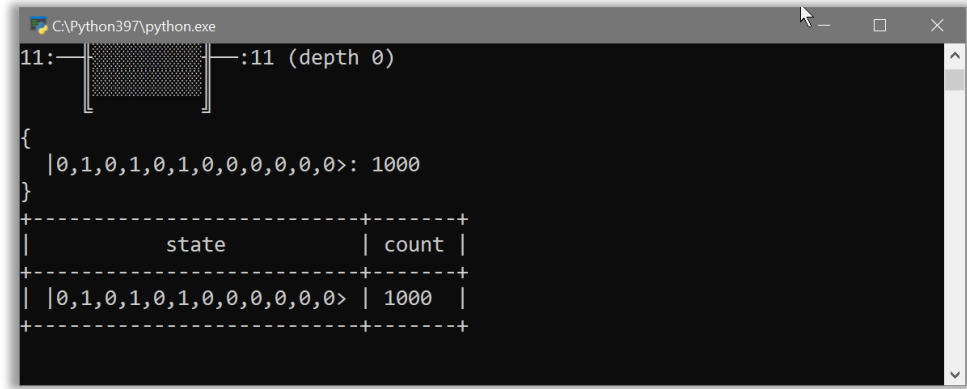 C:\Python397\python.exe
11:──╢░░░░░░░░░╟──:11 (depth 0)
{
  |0,1,0,1,0,1,0,0,0,0,0,0>: 1000
}
+---------------------------+-------+
|           state           | count |
+---------------------------+-------+
| |0,1,0,1,0,1,0,0,0,0,0,0> | 1000  |
+---------------------------+-------+